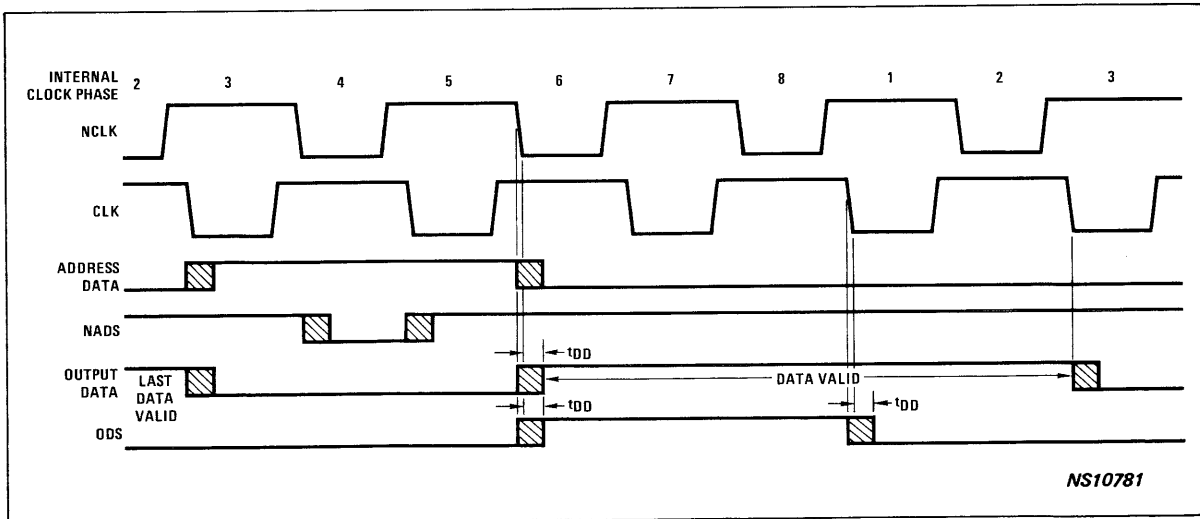 INTERNAL
CLOCK PHASE 2 3 4 5 6 7 8 1 2 3
NCLK
CLK
ADDRESS
DATA
NADS
tDD
OUTPUT
DATA
LAST
DATA
VALID
DATA VALID
tDD
tDD
ODS
NS10781